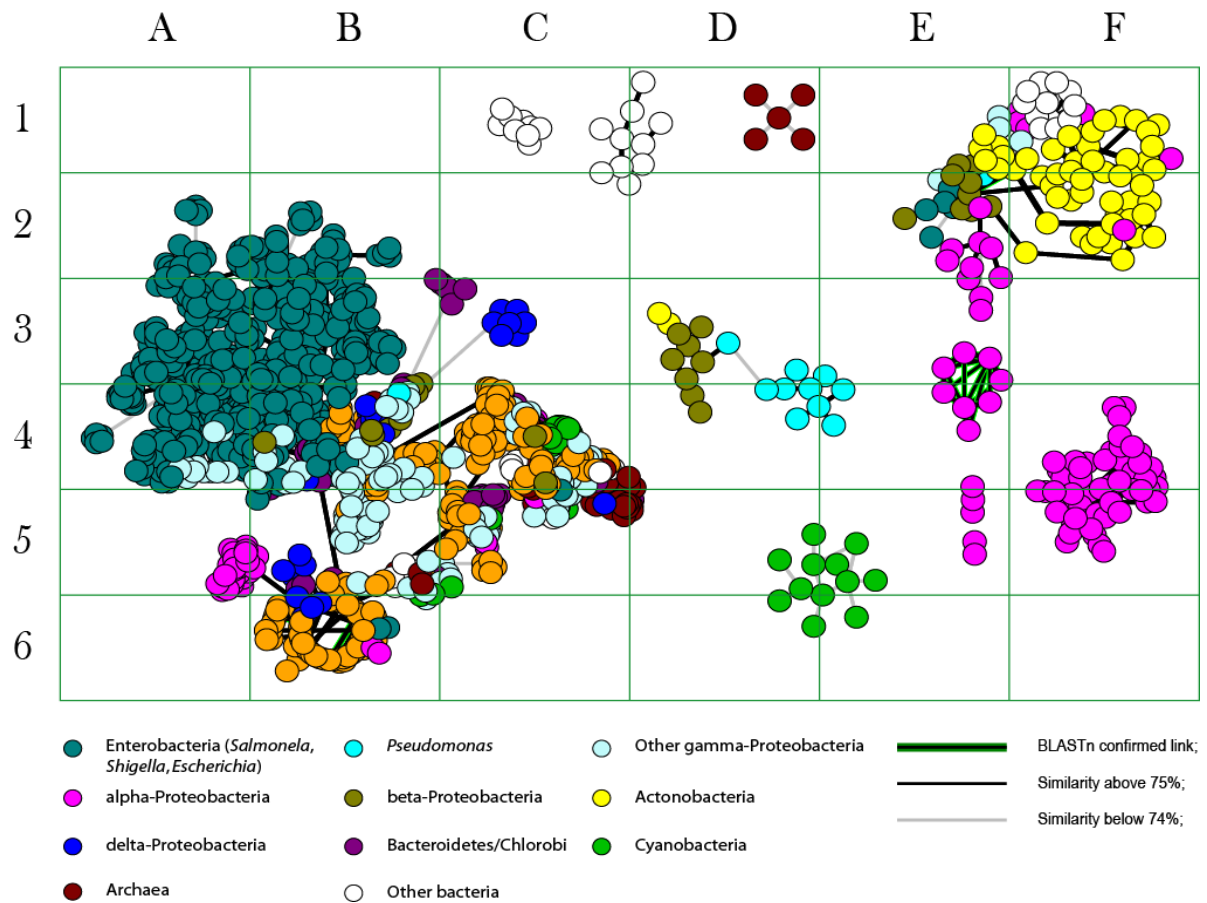 A B C D E F
1
2
3
4
5
6
Enterobacteria (Salmonela,
Shigella, Escherichia)
Pseudomonas
Other gamma-Proteobacteria
BLASTn confirmed link;
alpha-Proteobacteria
beta-Proteobacteria
Actonobacteria
Similarity above 75%;
delta-Proteobacteria
Bacteroidetes/Chlorobi
Cyanobacteria
Similarity below 74%;
Archaea
Other bacteria